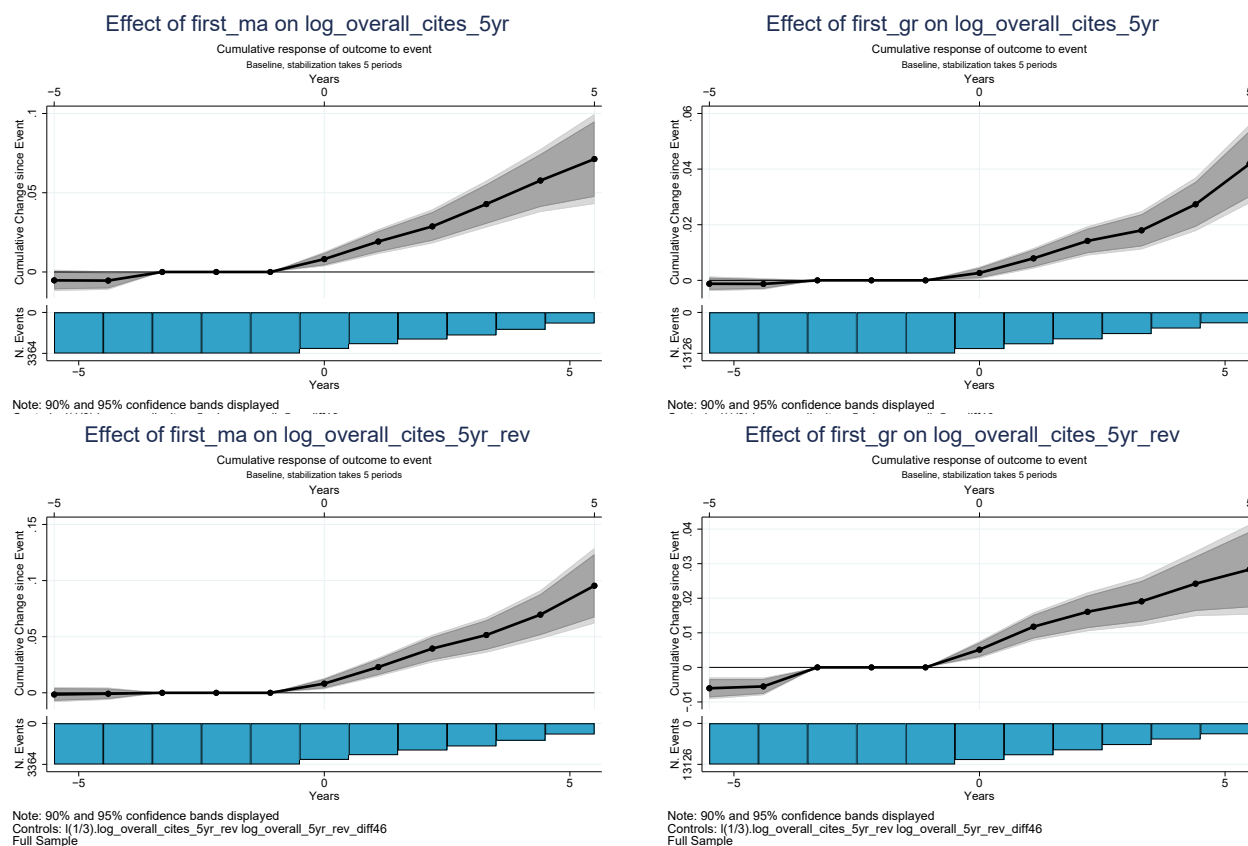 Effect of first_ma on log_overall_cites_5yr
Cumulative response of outcome to event
Baseline, stabilization takes 5 periods
Years
−5 0 5
Cumulative Change since Event
.1
.05
0
N. Events
0
3364
−5 5
Years
Note: 90% and 95% confidence bands displayed
Effect of first_gr on log_overall_cites_5yr
Cumulative response of outcome to event
Baseline, stabilization takes 5 periods
Years
−5 0 5
Cumulative Change since Event
.06
.04
.02
0
N. Events
0
13126
−5 5
Years
Note: 90% and 95% confidence bands displayed
Effect of first_ma on log_overall_cites_5yr_rev
Cumulative response of outcome to event
Baseline, stabilization takes 5 periods
Years
−5 0 5
Cumulative Change since Event
.15
.1
.05
0
N. Events
0
3364
−5 5
Years
Note: 90% and 95% confidence bands displayed
Controls: l(1/3).log_overall_cites_5yr_rev log_overall_5yr_rev_diff46
Full Sample
Effect of first_gr on log_overall_cites_5yr_rev
Cumulative response of outcome to event
Baseline, stabilization takes 5 periods
Years
−5 0 5
Cumulative Change since Event
.04
.03
.02
.01
0
−.01
N. Events
0
13126
−5 5
Years
Note: 90% and 95% confidence bands displayed
Controls: l(1/3).log_overall_cites_5yr_rev log_overall_5yr_rev_diff46
Full Sample